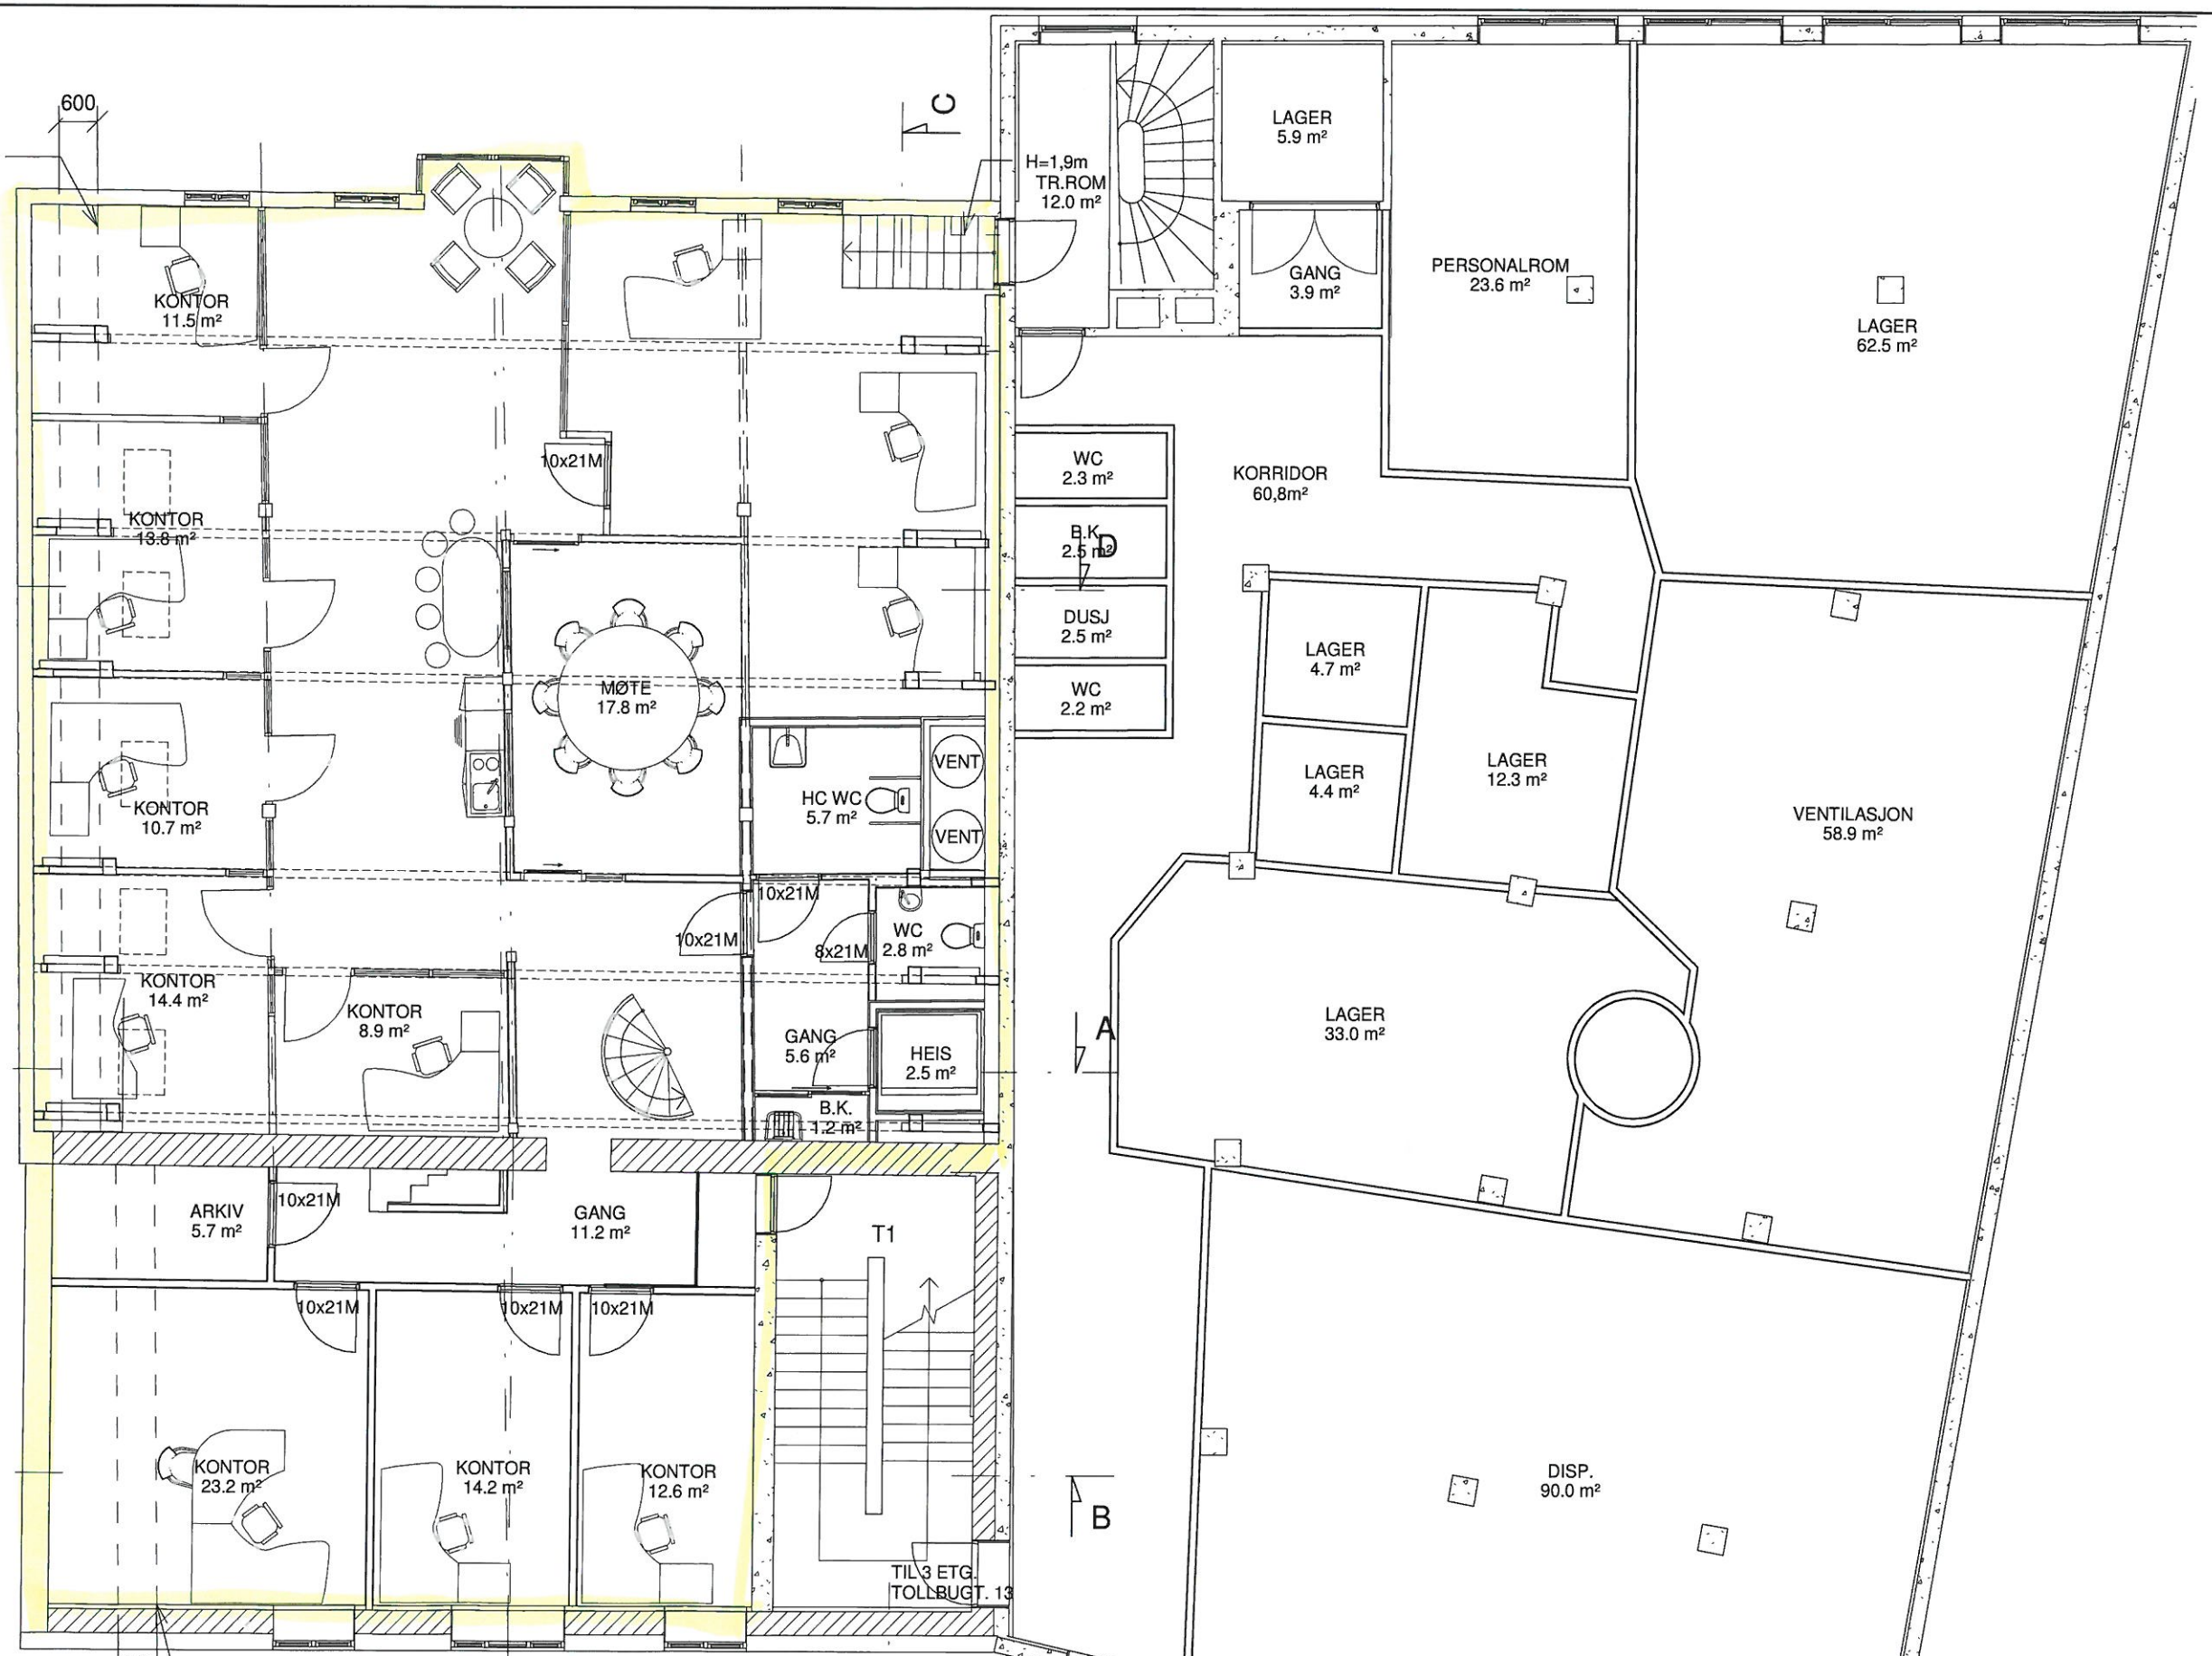 600
C
H=1,9m
TR.ROM
12.0 m²
LAGER
5.9 m²
GANG
3.9 m²
PERSONALROM
23.6 m²
LAGER
62.5 m²
KONTOR
11.5 m²
10x21M
WC
2.3 m²
KORRIDOR
60,8m²
KONTOR
13.8 m²
B.K.
2.5 m²
D
DUSJ
2.5 m²
WC
2.2 m²
LAGER
4.7 m²
MØTE
17.8 m²
LAGER
4.4 m²
LAGER
12.3 m²
VENTILASJON
58.9 m²
KONTOR
10.7 m²
HC WC
5.7 m²
VENT
VENT
10x21M
10x21M
8x21M
WC
2.8 m²
KONTOR
14.4 m²
KONTOR
8.9 m²
GANG
5.6 m²
HEIS
2.5 m²
A
LAGER
33.0 m²
B.K.
1.2 m²
ARKIV
5.7 m²
10x21M
GANG
11.2 m²
T1
10x21M
10x21M
10x21M
KONTOR
23.2 m²
KONTOR
14.2 m²
KONTOR
12.6 m²
B
DISP.
90.0 m²
TIL 3 ETG.
TOLLBUGT. 13